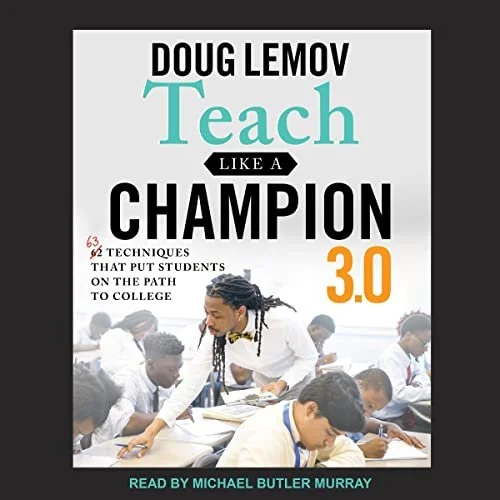 DOUG LEMOV
Teach
LIKE A
CHAMPION
3.0
63
62 TECHNIQUES
THAT PUT STUDENTS
ON THE PATH
TO COLLEGE
READ BY MICHAEL BUTLER MURRAY